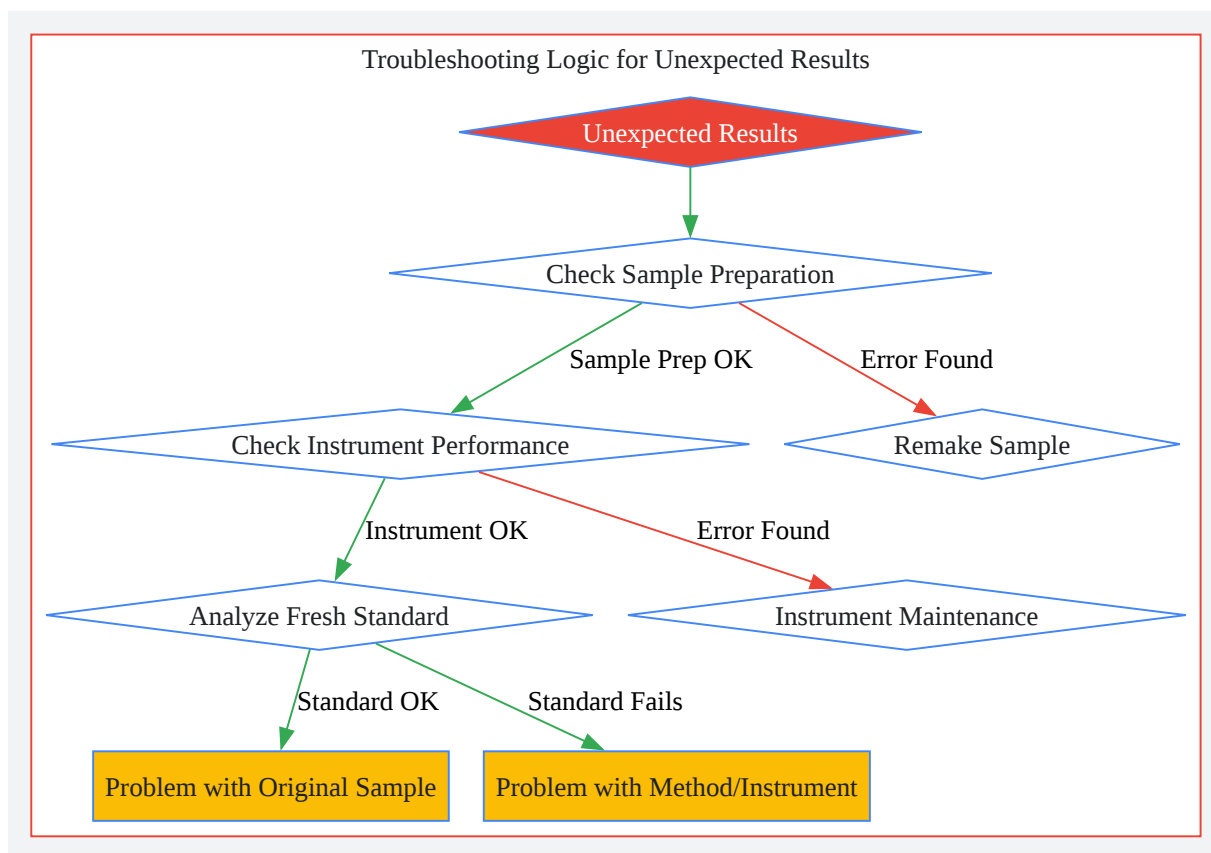 Troubleshooting Logic for Unexpected Results
Unexpected Results
Check Sample Preparation
Sample Prep OK
Error Found
Check Instrument Performance
Remake Sample
Instrument OK
Error Found
Analyze Fresh Standard
Instrument Maintenance
Standard OK
Standard Fails
Problem with Original Sample
Problem with Method/Instrument